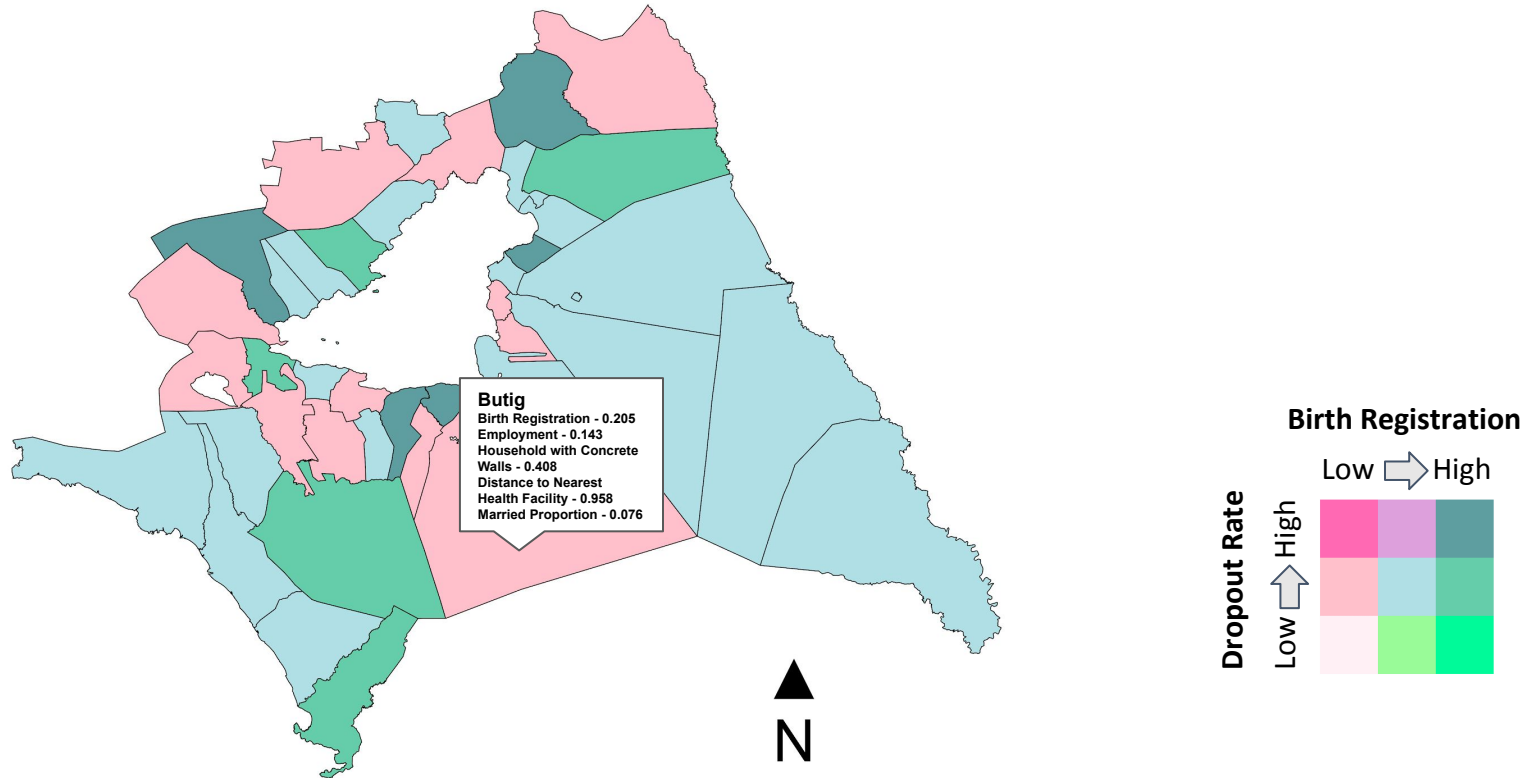 Butig
Birth Registration - 0.205
Employment - 0.143
Household with Concrete
Walls - 0.408
Distance to Nearest
Health Facility - 0.958
Married Proportion - 0.076
N
Birth Registration
Low High
Dropout Rate
High
Low